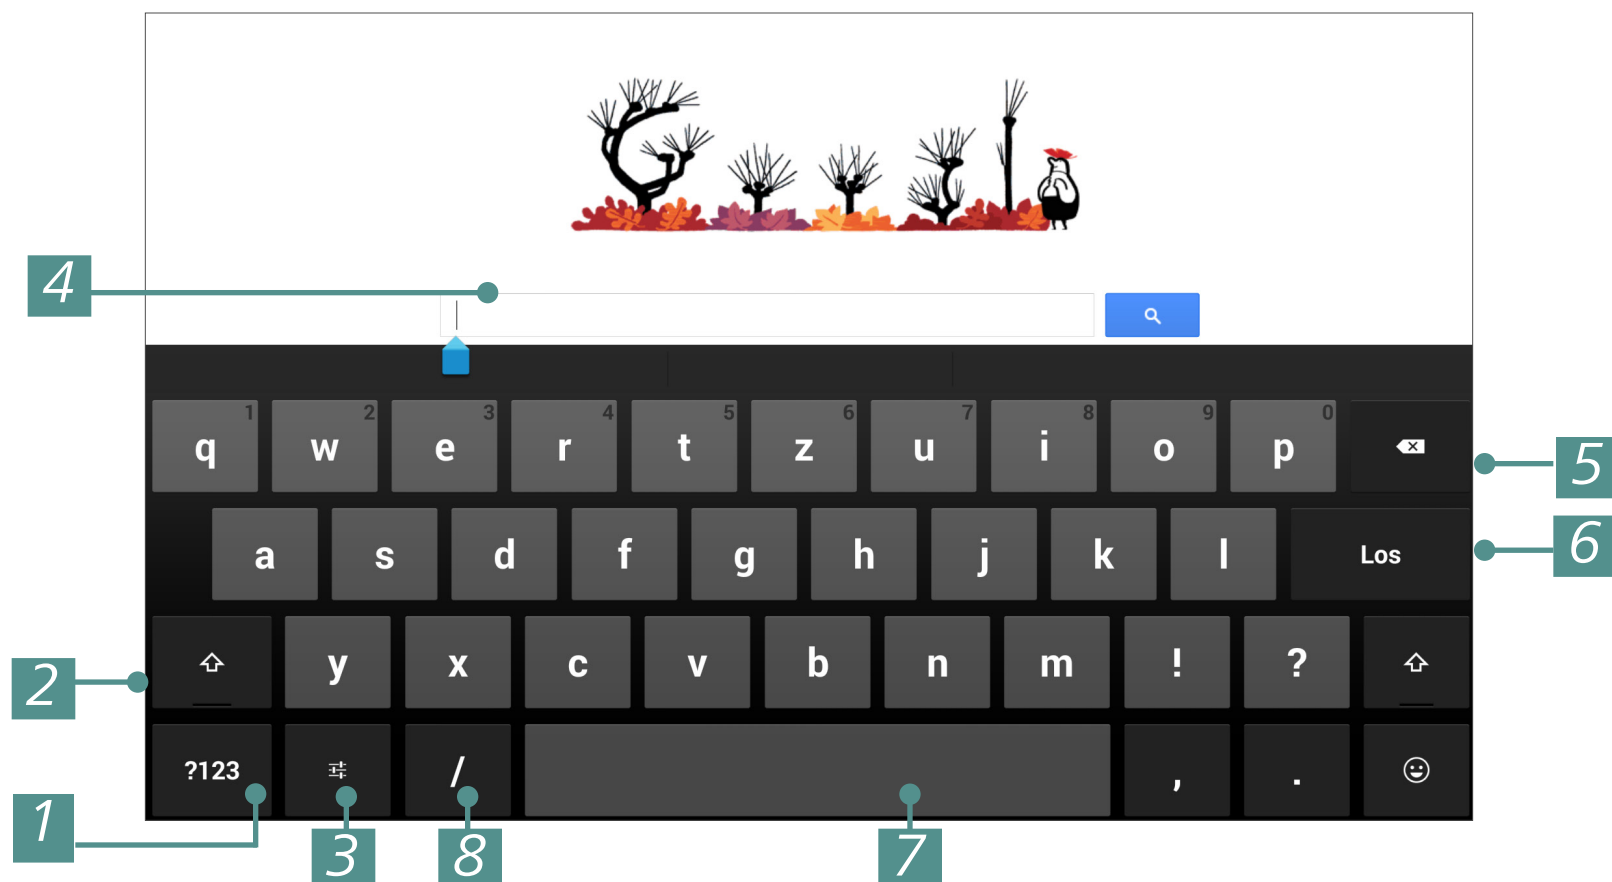 4
1 2 3 4 5 6 7 8 9 0
q w e r t z u i o p
5
a s d f g h j k l Los
6
2
y x c v b n m ! ?
?123 / , .
1
3 8 7